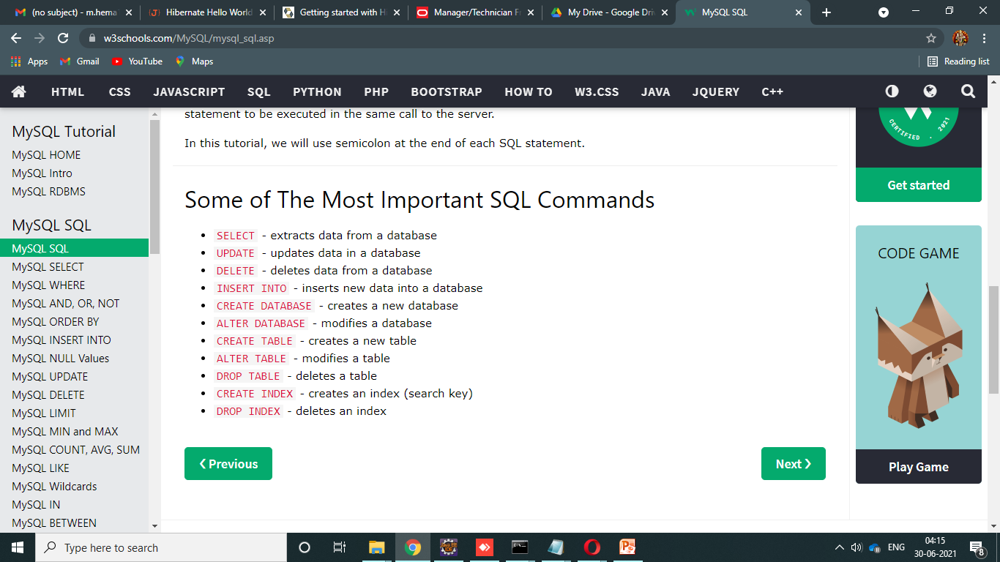 (no subject) - m.hema
Hibernate Hello World
Getting started with H
Manager/Technician F
My Drive - Google Dri
MySQL SQL
w3schools.com/MySQL/mysql_sql.asp
Apps
Gmail
YouTube
Maps
Reading list
HTML CSS JAVASCRIPT SQL PYTHON PHP BOOTSTRAP HOW TO W3.CSS JAVA JQUERY C++
MySQL Tutorial
MySQL HOME
MySQL Intro
MySQL RDBMS
MySQL SQL
MySQL SQL
MySQL SELECT
MySQL WHERE
MySQL AND, OR, NOT
MySQL ORDER BY
MySQL INSERT INTO
MySQL NULL Values
MySQL UPDATE
MySQL DELETE
MySQL LIMIT
MySQL MIN and MAX
MySQL COUNT, AVG, SUM
MySQL LIKE
MySQL Wildcards
MySQL IN
MySQL BETWEEN
statement to be executed in the same call to the server.
In this tutorial, we will use semicolon at the end of each SQL statement.
Some of The Most Important SQL Commands
• SELECT - extracts data from a database
• UPDATE - updates data in a database
• DELETE - deletes data from a database
• INSERT INTO - inserts new data into a database
• CREATE DATABASE - creates a new database
• ALTER DATABASE - modifies a database
• CREATE TABLE - creates a new table
• ALTER TABLE - modifies a table
• DROP TABLE - deletes a table
• CREATE INDEX - creates an index (search key)
• DROP INDEX - deletes an index
❮ Previous
Next ❯
CERTIFIED . 2021
Get started
CODE GAME
Play Game
Type here to search
ENG
04:15
30-06-2021
8